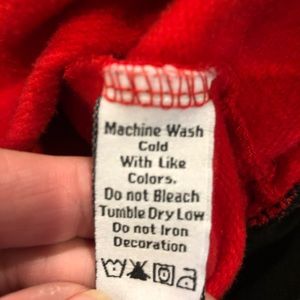 Machine Wash
Cold
With Like
Colors.
Do not Bleach
Tumble Dry Low
Do not Iron
Decoration